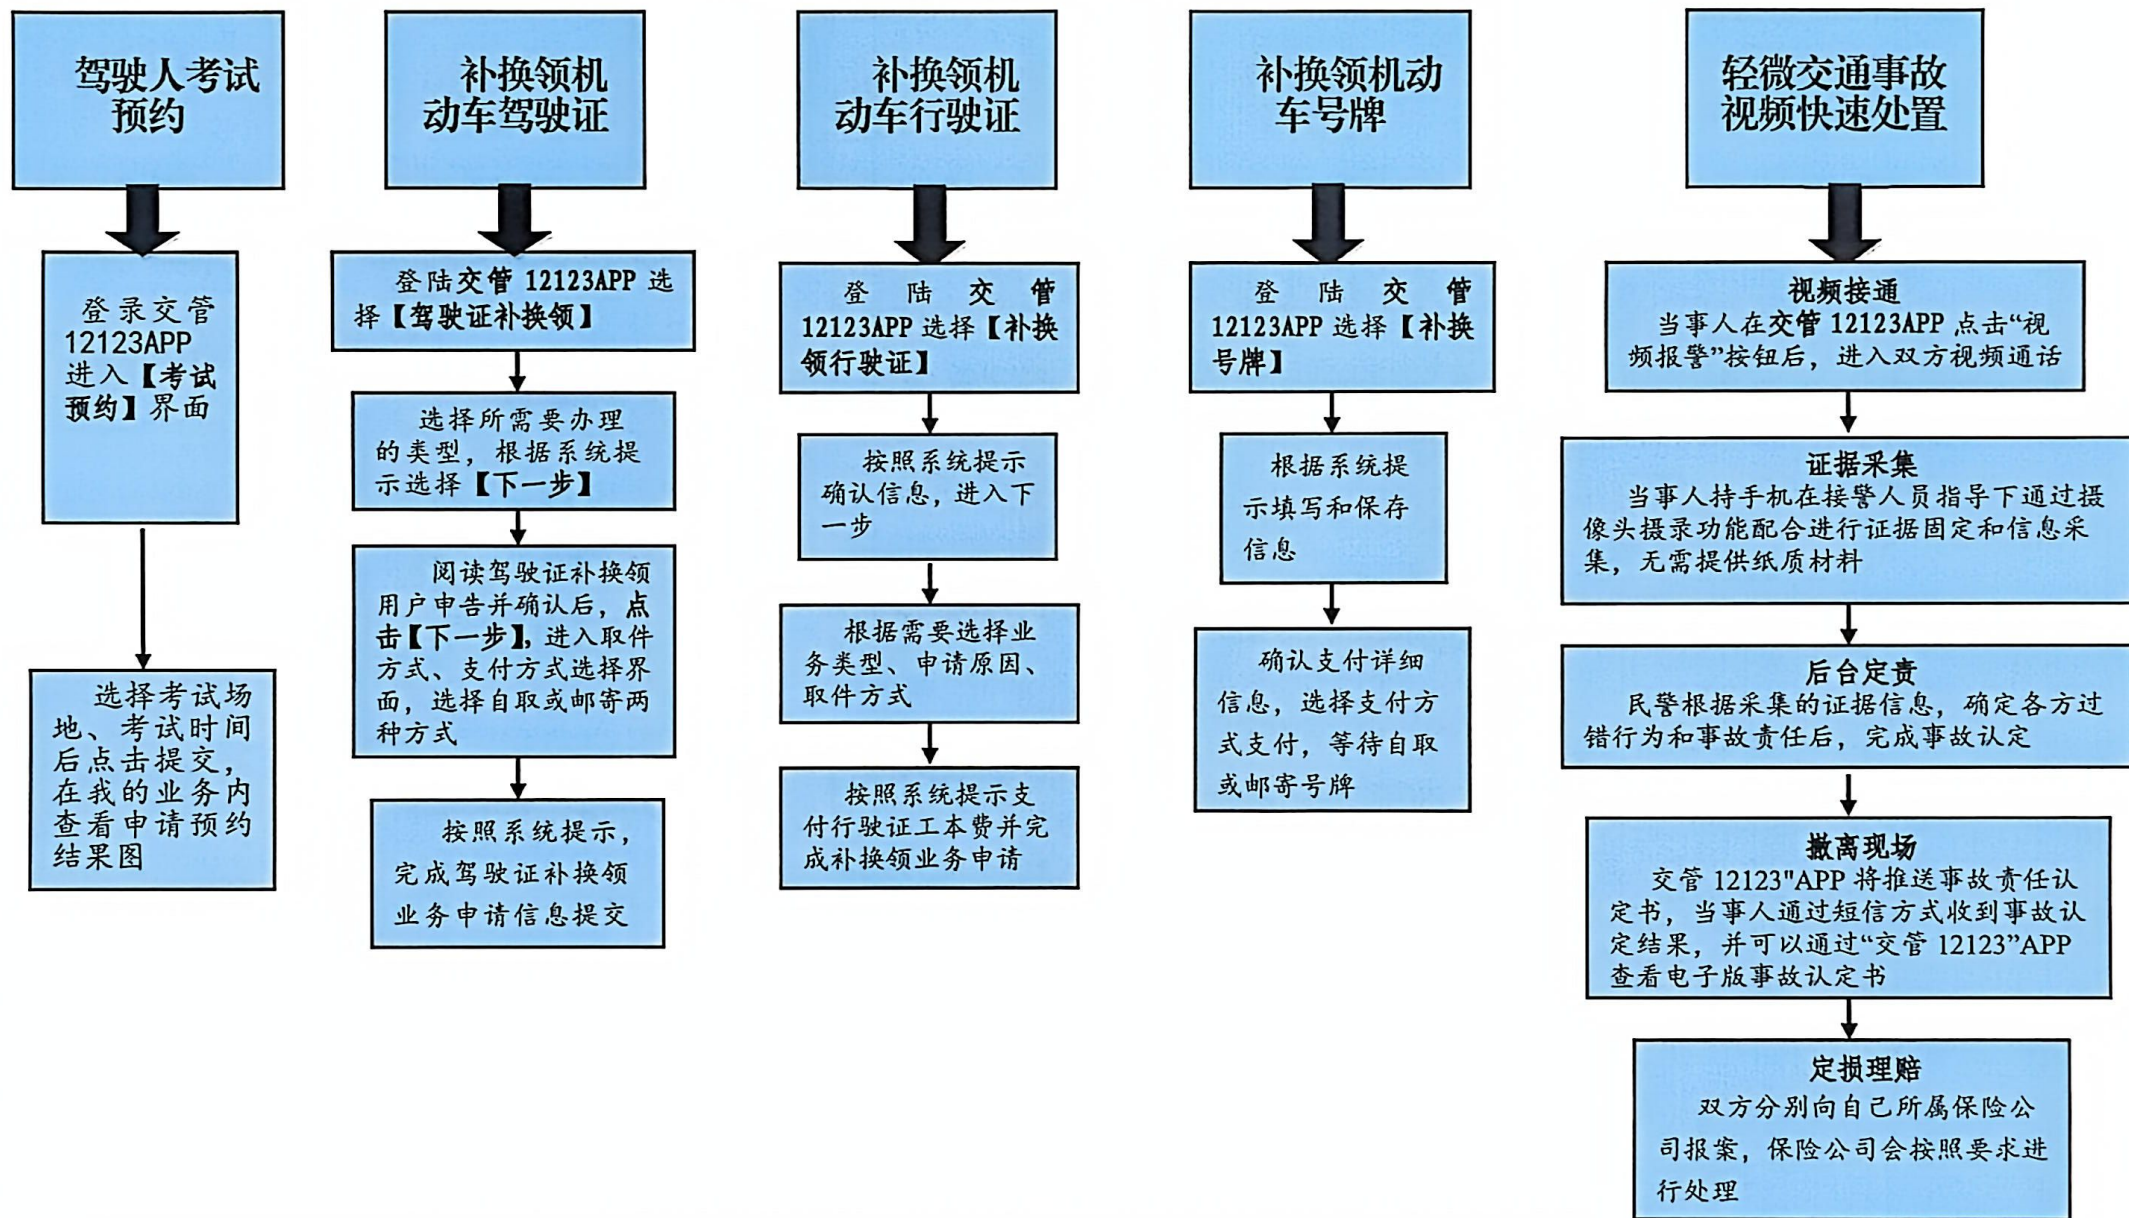 驾驶人考试
预约
登录交管
12123APP
进入【考试
预约】界面
选择考试场
地、考试时间
后点击提交，
在我的业务内
查看申请预约
结果图
补换领机
动车驾驶证
登陆交管 12123APP 选
择【驾驶证补换领】
选择所需要办理
的类型，根据系统提
示选择【下一步】
阅读驾驶证补换领
用户申告并确认后，点
击【下一步】，进入取件
方式、支付方式选择界
面，选择自取或邮寄两
种方式
按照系统提示，
完成驾驶证补换领
业务申请信息提交
补换领机
动车行驶证
登陆交管
12123APP 选择【补换
领行驶证】
按照系统提示
确认信息，进入下
一步
根据需要选择业
务类型、申请原因、
取件方式
按照系统提示支
付行驶证工本费并完
成补换领业务申请
补换领机动
车号牌
登陆交管
12123APP 选择【补换
号牌】
根据系统提
示填写和保存
信息
确认支付详细
信息，选择支付方
式支付，等待自取
或邮寄号牌
轻微交通事故
视频快速处置
视频接通
当事人在交管 12123APP 点击“视
频报警”按钮后，进入双方视频通话
证据采集
当事人持手机在接警人员指导下通过摄
像头摄录功能配合进行证据固定和信息采
集，无需提供纸质材料
后台定责
民警根据采集的证据信息，确定各方过
错行为和事故责任后，完成事故认定
撤离现场
交管 12123"APP 将推送事故责任认
定书，当事人通过短信方式收到事故认
定结果，并可以通过“交管 12123”APP
查看电子版事故认定书
定损理赔
双方分别向自己所属保险公
司报案，保险公司会按照要求进
行处理